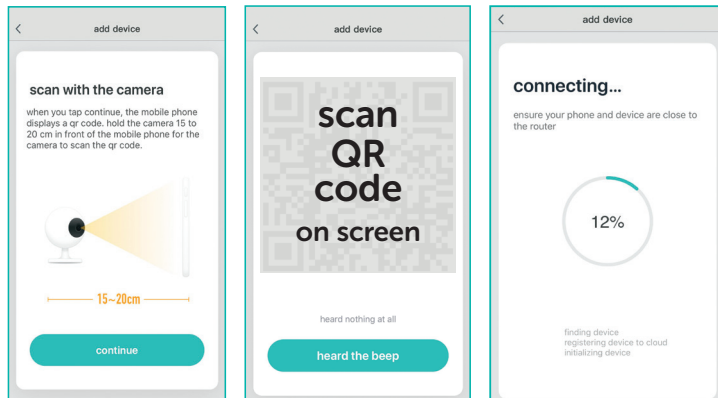 add device
scan with the camera
when you tap continue, the mobile phone
displays a qr code. hold the camera 15 to
20 cm in front of the mobile phone for the
camera to scan the qr code.
15~20cm
continue
add device
scan
QR
code
on screen
heard nothing at all
heard the beep
add device
connecting...
ensure your phone and device are close to
the router
12%
finding device
registering device to cloud
initializing device